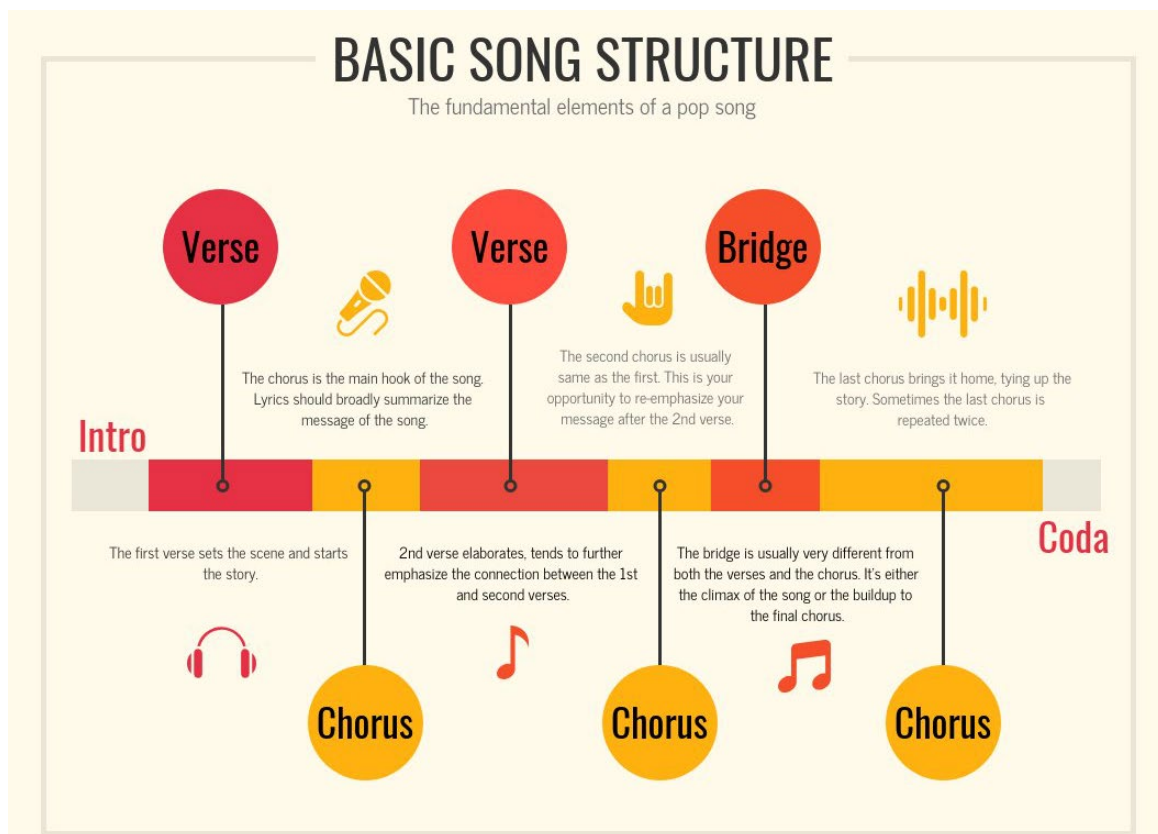 BASIC SONG STRUCTURE
The fundamental elements of a pop song
Verse
Verse
Bridge
The chorus is the main hook of the song.
Lyrics should broadly summarize the
message of the song.
The second chorus is usually
same as the first. This is your
opportunity to re-emphasize your
message after the 2nd verse.
The last chorus brings it home, tying up the
story. Sometimes the last chorus is
repeated twice.
Intro
Coda
The first verse sets the scene and starts
the story.
2nd verse elaborates, tends to further
emphasize the connection between the 1st
and second verses.
The bridge is usually very different from
both the verses and the chorus. It's either
the climax of the song or the buildup to
the final chorus.
Chorus
Chorus
Chorus